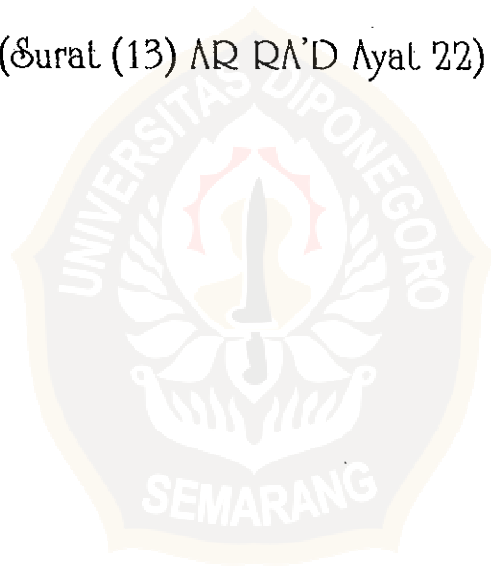 (Surat (13) AR RA'D Ayat 22)
UNIVERSITAS DIPONEGORO
SEMARANG